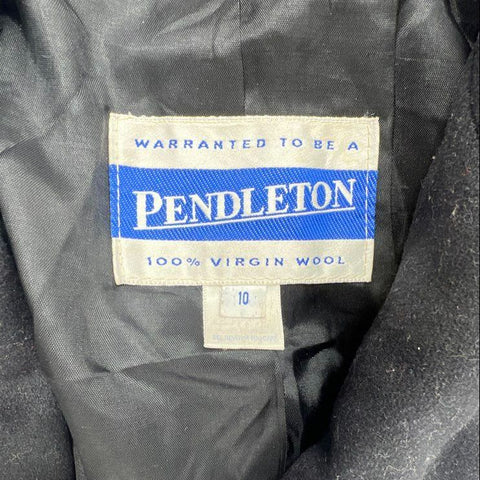 WARRANTED TO BE A
PENDLETON
100% VIRGIN WOOL
10